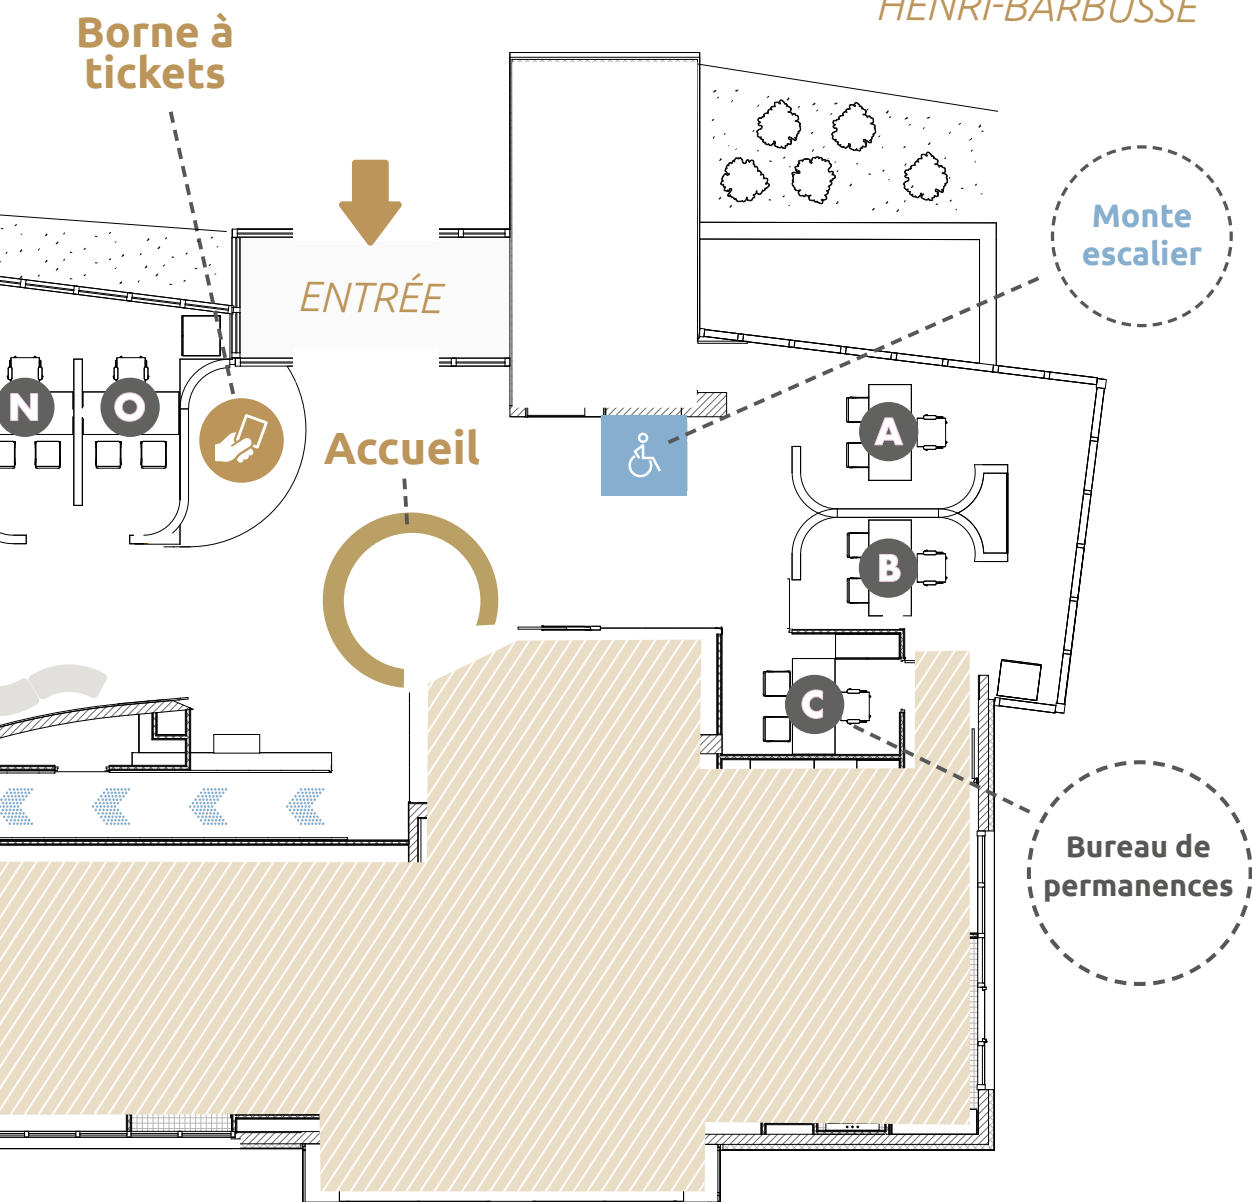 HENRI-BARBUSSE
Borne à
tickets
Monte
escalier
ENTRÉE
N
O
A
Accueil
B
C
Bureau de
permanences